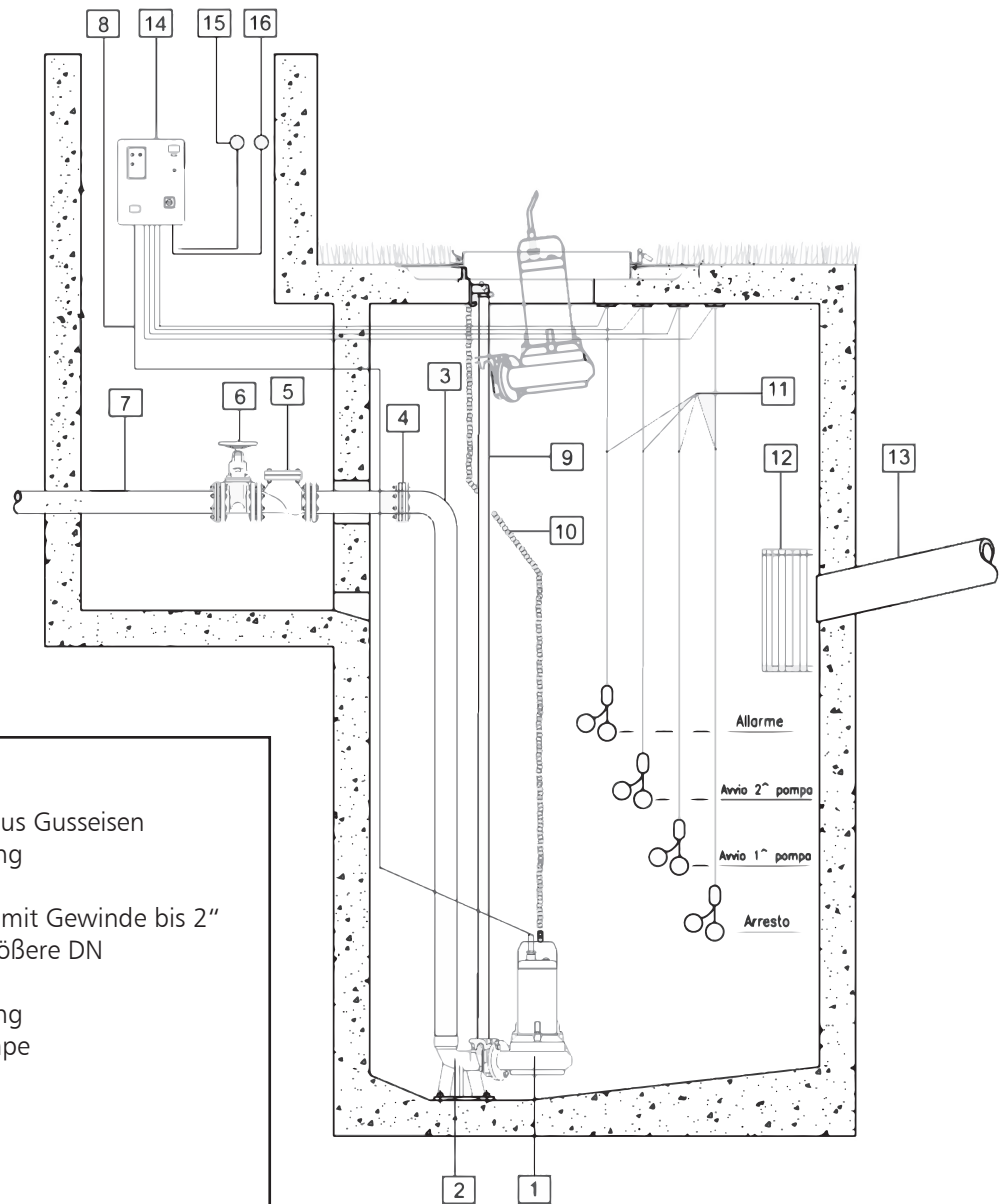 8
14
15
16
3
7
6
5
4
11
9
12
13
10
Allarme
Avvio 2^ pompa
Avvio 1^ pompa
Arresto
us Gusseisen
ng
mit Gewinde bis 2“
ößere DN
ng
pe
2
1